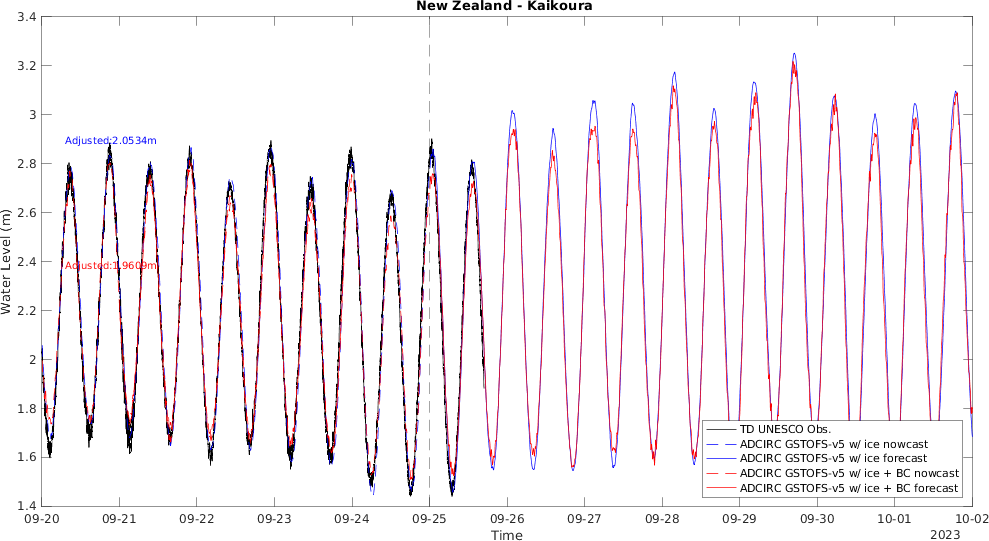 New Zealand - Kaikoura
3.4
3.2
3
2.8
2.6
2.4
2.2
2
1.8
1.6
1.4
Water Level (m)
Adjusted:2.0534m
Adjusted:1.9609m
TD UNESCO Obs.
ADCIRC GSTOFS-v5 w/ ice nowcast
ADCIRC GSTOFS-v5 w/ ice forecast
ADCIRC GSTOFS-v5 w/ ice + BC nowcast
ADCIRC GSTOFS-v5 w/ ice + BC forecast
09-20 09-21 09-22 09-23 09-24 09-25 09-26 09-27 09-28 09-29 09-30 10-01 10-02
Time
2023